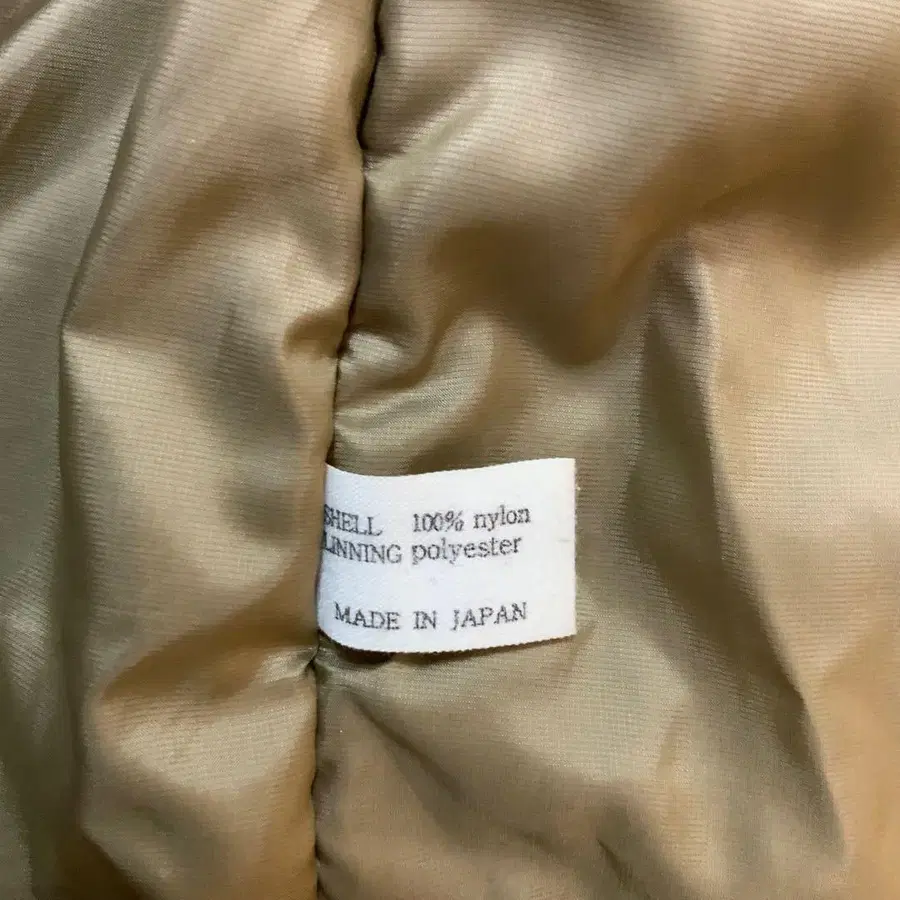 SHELL 100% nylon
LINNING polyester
MADE IN JAPAN